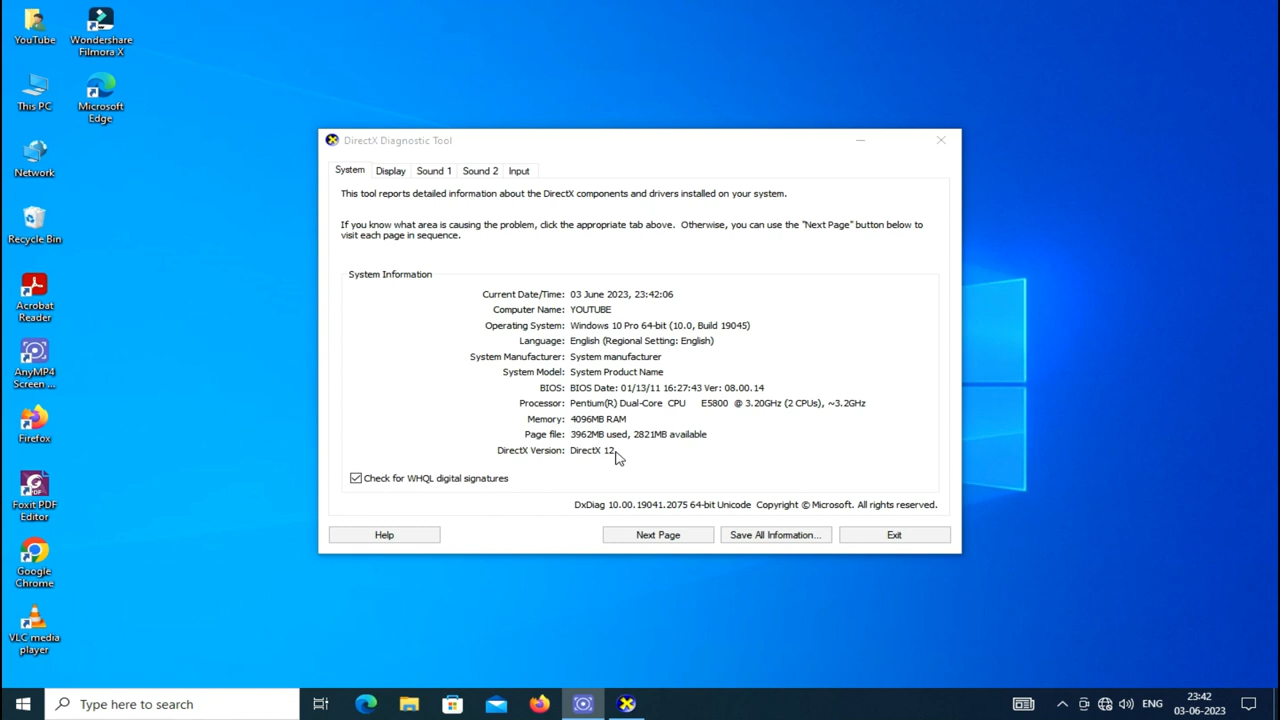 YouTube
Wondershare
Filmora X
This PC
Microsoft
Edge
Network
Recycle Bin
Acrobat
Reader
AnyMP4
Screen ...
Firefox
Foxit PDF
Editor
Google
Chrome
VLC media
player
DirectX Diagnostic Tool
System Display Sound 1 Sound 2 Input
This tool reports detailed information about the DirectX components and drivers installed on your system.
If you know what area is causing the problem, click the appropriate tab above. Otherwise, you can use the "Next Page" button below to
visit each page in sequence.
System Information
Current Date/Time: 03 June 2023, 23:42:06
Computer Name: YOUTUBE
Operating System: Windows 10 Pro 64-bit (10.0, Build 19045)
Language: English (Regional Setting: English)
System Manufacturer: System manufacturer
System Model: System Product Name
BIOS: BIOS Date: 01/13/11 16:27:43 Ver: 08.00.14
Processor: Pentium(R) Dual-Core CPU E5800 @ 3.20GHz (2 CPUs), ~3.2GHz
Memory: 4096MB RAM
Page file: 3962MB used, 2821MB available
DirectX Version: DirectX 12
Check for WHQL digital signatures
DxDiag 10.00.19041.2075 64-bit Unicode Copyright © Microsoft. All rights reserved.
Help Next Page Save All Information... Exit
Type here to search
ENG
23:42
03-06-2023